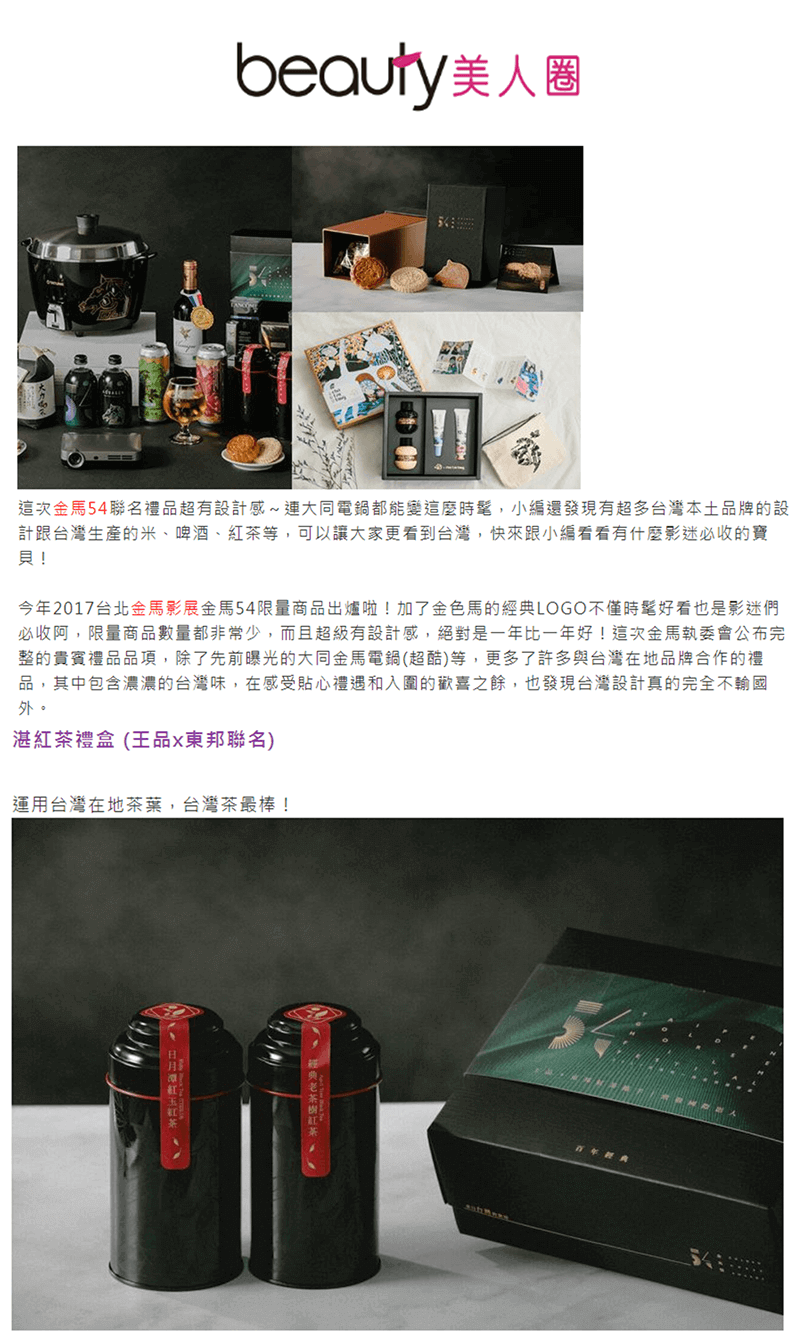 beauty美人圈
54
大力米
這次金馬54聯名禮品超有設計感～連大同電鍋都能變這麼時髦，小編還發現有超多台灣本土品牌的設
計跟台灣生產的米、啤酒、紅茶等，可以讓大家更看到台灣，快來跟小編看看有什麼影迷必收的寶
貝！
今年2017台北金馬影展金馬54限量商品出爐啦！加了金色馬的經典LOGO不僅時髦好看也是影迷們
必收阿，限量商品數量都非常少，而且超級有設計感，絕對是一年比一年好！這次金馬執委會公布完
整的貴賓禮品品項，除了先前曝光的大同金馬電鍋(超酷)等，更多了許多與台灣在地品牌合作的禮
品，其中包含濃濃的台灣味，在感受貼心禮遇和入圍的歡喜之餘，也發現台灣設計真的完全不輸國
外。
湛紅茶禮盒 (王品x東邦聯名)
運用台灣在地茶葉，台灣茶最棒！
日月潭紅玉紅茶
經典老茶樹紅茶
54
TAIPEI
GOLDEN
HORSE
FESTIVAL
百年經典
54